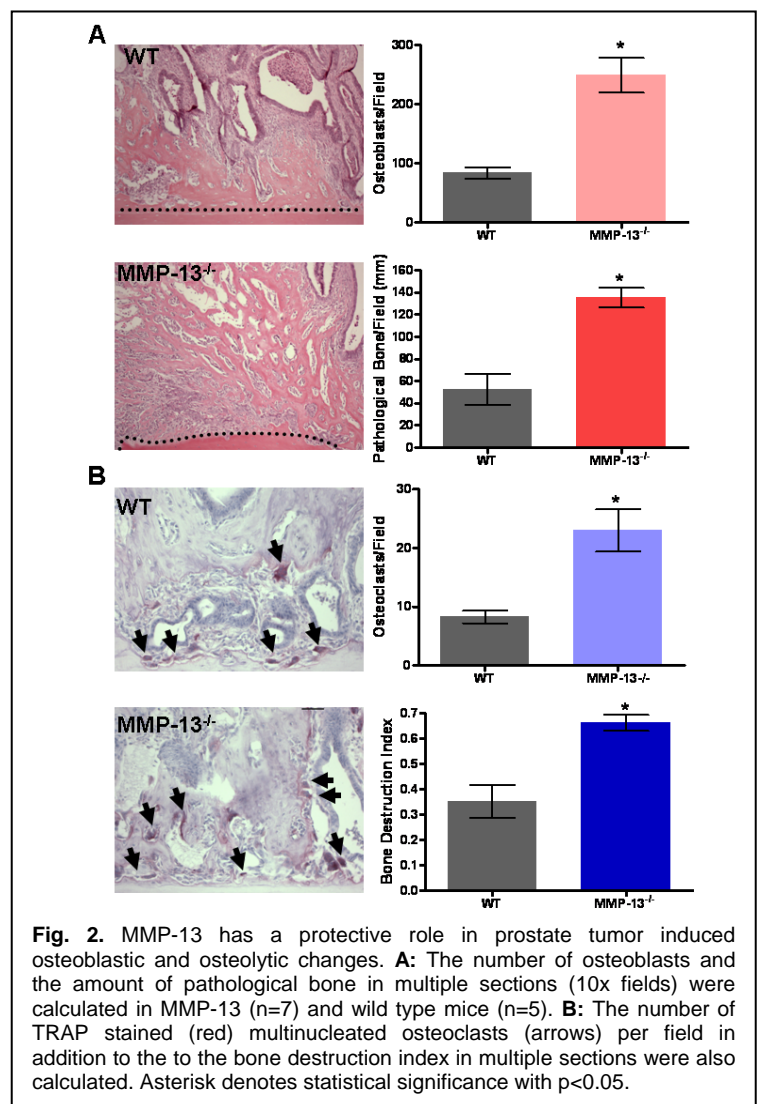 A
WT
300
200
100
0
Osteoblasts/Field
*
WT MMP-13-/-
MMP-13-/-
160
140
120
100
80
60
40
20
0
Pathological Bone/Field (mm)
*
WT MMP-13-/-
B
WT
30
20
10
0
Osteoclasts/Field
*
WT MMP-13-/-
MMP-13-/-
0.7
0.6
0.5
0.4
0.3
0.2
0.1
0.0
Bone Destruction Index
*
WT MMP-13-/-
Fig. 2. MMP-13 has a protective role in prostate tumor induced
osteoblastic and osteolytic changes. A: The number of osteoblasts and
the amount of pathological bone in multiple sections (10x fields) were
calculated in MMP-13 (n=7) and wild type mice (n=5). B: The number of
TRAP stained (red) multinucleated osteoclasts (arrows) per field in
addition to the to the bone destruction index in multiple sections were also
calculated. Asterisk denotes statistical significance with p<0.05.